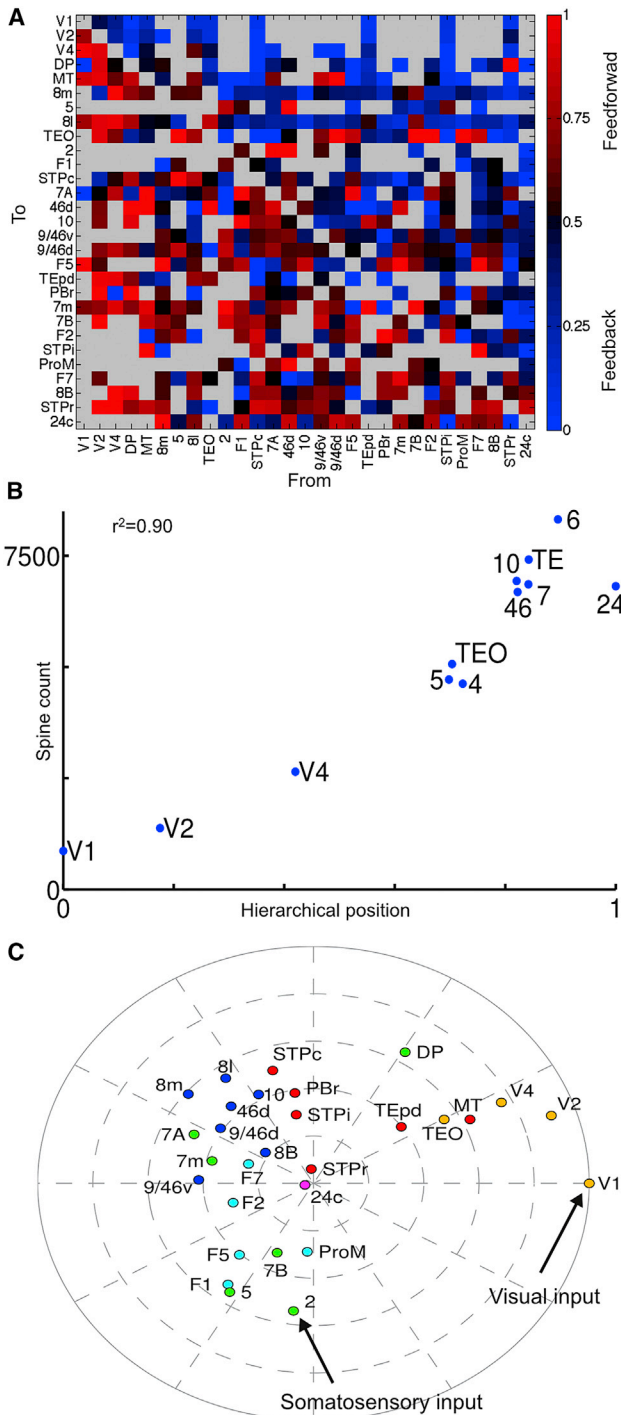 A
V1
V2
V4
DP
MT
8m
5
8l
TEO
2
F1
STPc
7A
46d
10
9/46v
9/46d
F5
TEpd
PBr
7m
7B
F2
STPi
ProM
F7
8B
STPr
24c
To
V1
V2
V4
DP
MT
8m
5
8l
TEO
2
F1
STPc
7A
46d
10
9/46v
9/46d
F5
TEpd
PBr
7m
7B
F2
STPi
ProM
F7
8B
STPr
24c
From
1
0.75
0.5
0.25
0
Feedforwad
Feedback
B
r²=0.90
7500
0
Spine count
6
10
TE
46
7
24
TEO
5
4
V4
V2
V1
0
Hierarchical position
1
C
DP
STPc
8l
8m
10
PBr
46d
STPi
9/46d
7A
8B
7m
F7
STPr
9/46v
24c
F2
TEpd
TEO
MT
V4
V2
V1
F5
7B
ProM
F1
5
2
Visual input
Somatosensory input